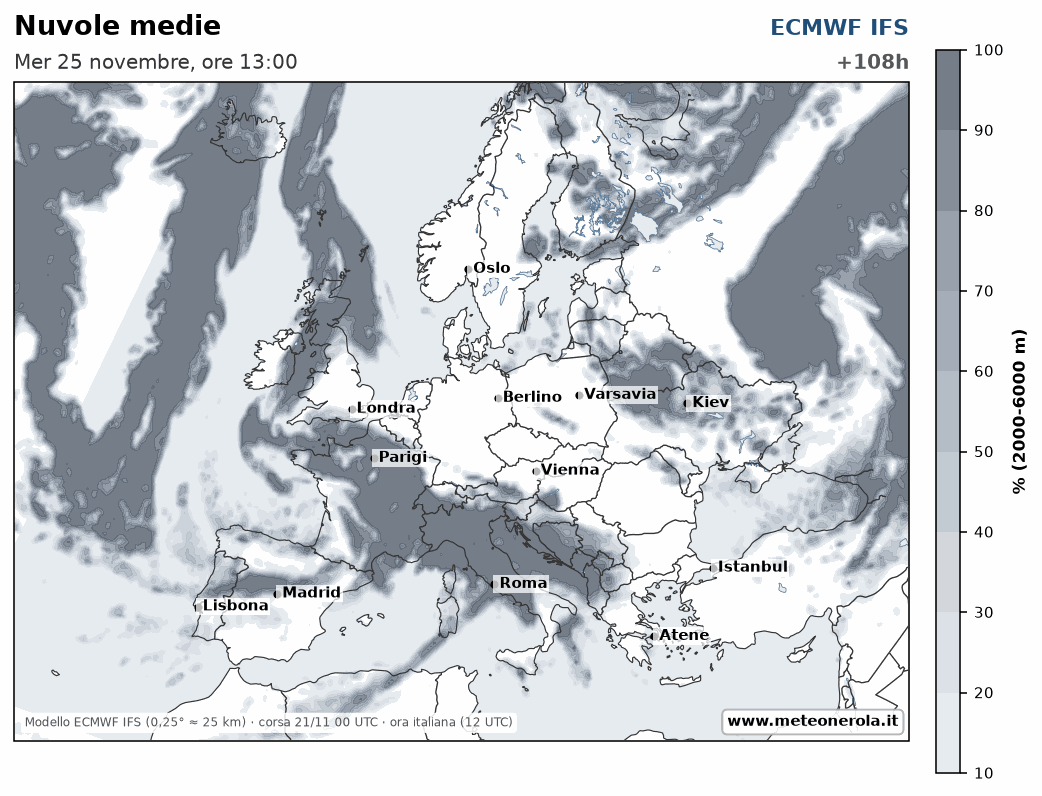 Nuvole medie
ECMWF IFS
Mer 25 novembre, ore 13:00
+108h
100
90
80
70
60
50
40
30
20
10
% (2000-6000 m)
Oslo
Berlino
Varsavia
Kiev
Londra
Parigi
Vienna
Istanbul
Roma
Madrid
Lisbona
Atene
Modello ECMWF IFS (0,25° ≈ 25 km) · corsa 21/11 00 UTC · ora italiana (12 UTC)
www.meteonerola.it